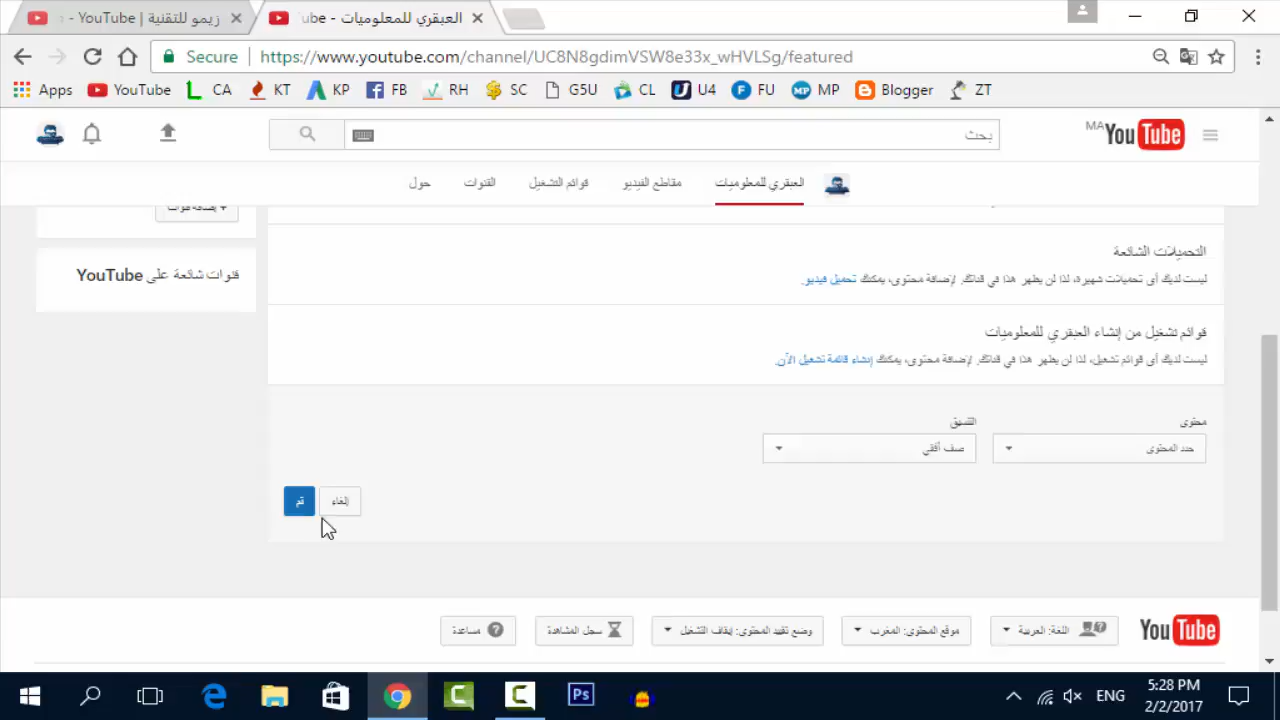 زيمو للتقنية | YouTube -
العبقري للمعلوميات - Tube
Secure | https://www.youtube.com/channel/UC8N8gdimVSW8e33x_wHVLSg/featured
Apps YouTube CA KT KP FB RH SC G5U CL U4 FU MP Blogger ZT
بحث
YouTube MA
العبقري للمعلوميات مقاطع الفيديو قوائم التشغيل القنوات حول
+ إضافة قنوات
قنوات شائعة على YouTube
التحميلات الشائعة
ليست لديك أي تحميلات شهيرة، لذا لن يظهر هذا في قناتك. لإضافة محتوى، يمكنك تحميل فيديو.
قوائم تشغيل من إنشاء العبقري للمعلوميات
ليست لديك أي قوائم تشغيل، لذا لن يظهر هذا في قناتك. لإضافة محتوى، يمكنك إنشاء قائمة تشغيل الآن.
محتوى التنسيق
حدد المحتوى صف أفقي
إلغاء تم
YouTube اللغة: العربية موقع المحتوى: المغرب وضع تقييد المحتوى: إيقاف التشغيل سجل المشاهدة مساعدة
ENG
5:28 PM
2/2/2017
Ps